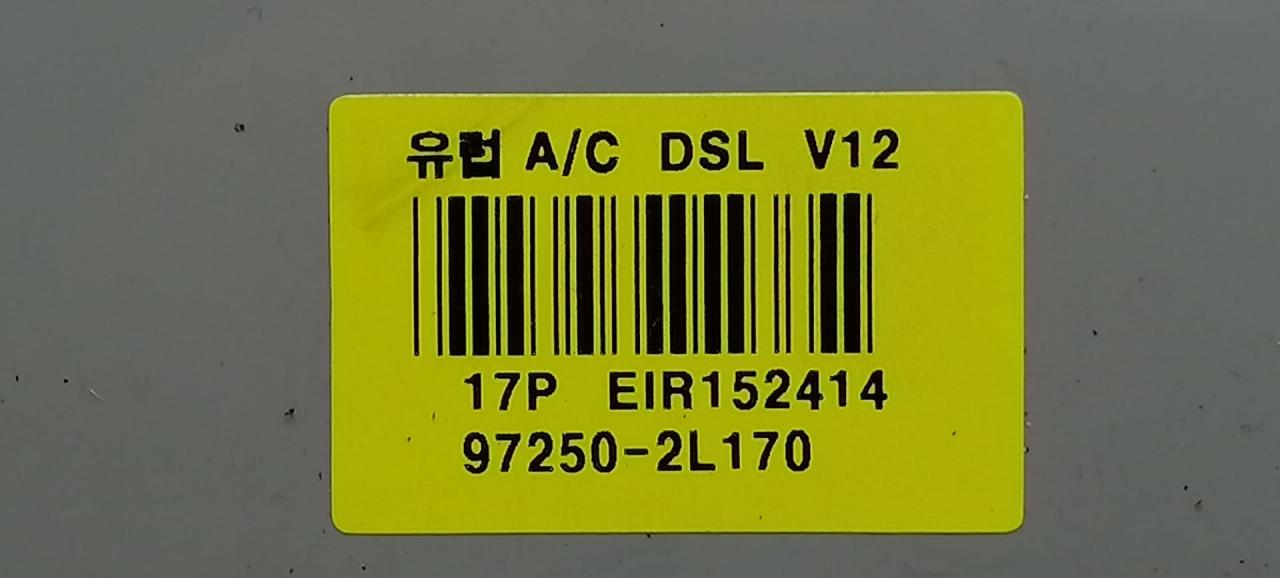 유럽 A/C DSL V12
17P EIR152414
97250-2L170